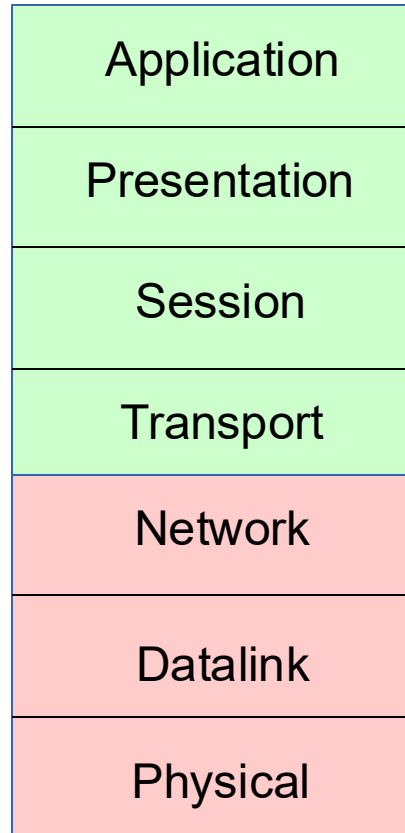 Application
Presentation
Session
Transport
Network
Datalink
Physical